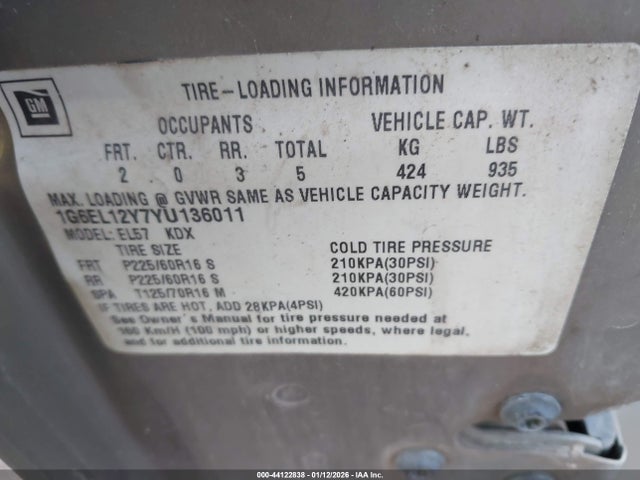 GM
TIRE-LOADING INFORMATION
OCCUPANTS VEHICLE CAP. WT.
FRT. CTR. RR. TOTAL KG LBS
2 0 3 5 424 935
MAX. LOADING @ GVWR SAME AS VEHICLE CAPACITY WEIGHT.
1G6EL12Y7YU136011
MODEL: EL57 KDX
TIRE SIZE COLD TIRE PRESSURE
FRT P225/60R16 S 210KPA(30PSI)
RR P225/60R16 S 210KPA(30PSI)
SPA T125/70R16 M 420KPA(60PSI)
IF TIRES ARE HOT, ADD 28KPA(4PSI)
See Owner's Manual for tire pressure needed at
160 Km/H (100 mph) or higher speeds, where legal,
and for additional tire information.
000-44122838 - 01/12/2026 - IAA Inc.